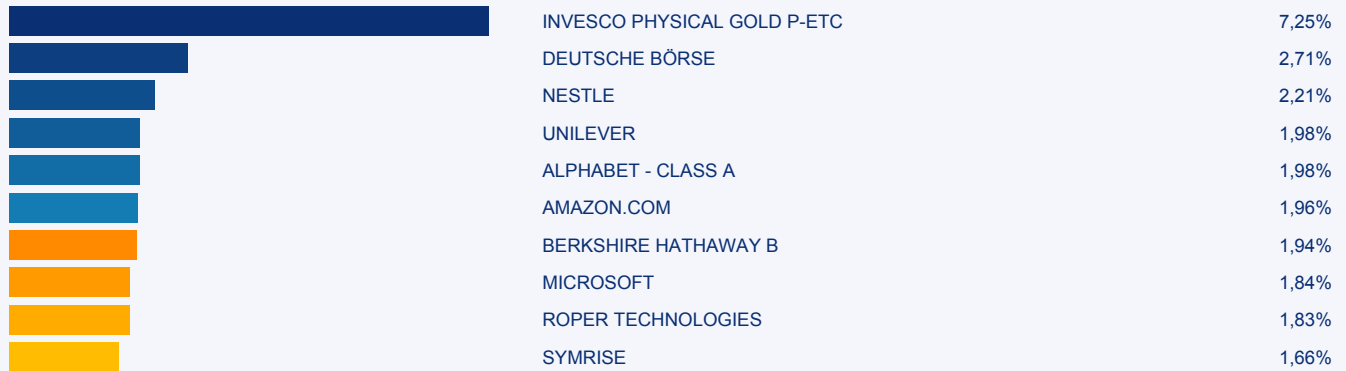 INVESCO PHYSICAL GOLD P-ETC 7,25%
DEUTSCHE BÖRSE 2,71%
NESTLE 2,21%
UNILEVER 1,98%
ALPHABET - CLASS A 1,98%
AMAZON.COM 1,96%
BERKSHIRE HATHAWAY B 1,94%
MICROSOFT 1,84%
ROPER TECHNOLOGIES 1,83%
SYMRISE 1,66%